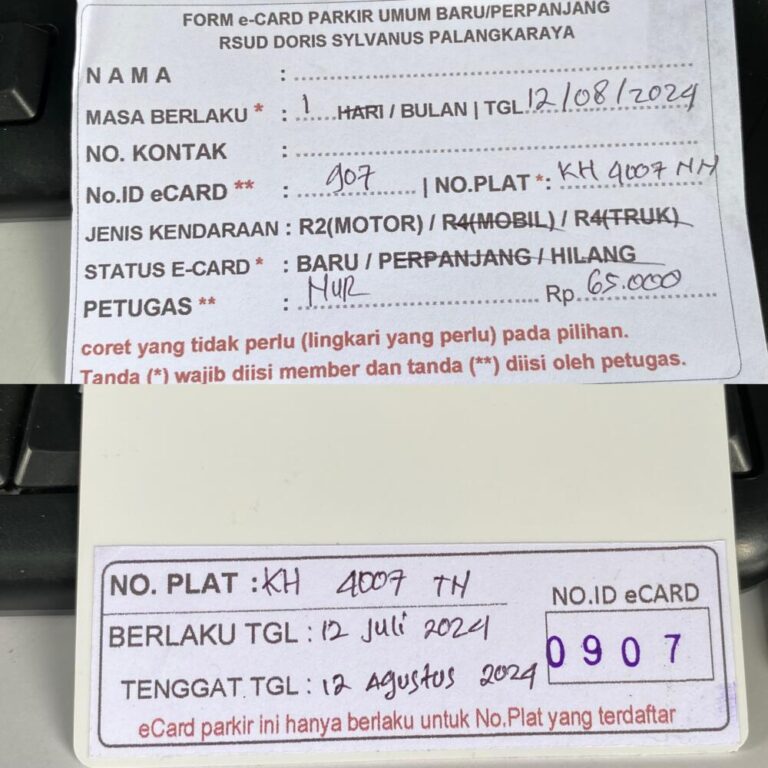 FORM e-CARD PARKIR UMUM BARU/PERPANJANG
RSUD DORIS SYLVANUS PALANGKARAYA
NAMA :
MASA BERLAKU * : 1 HARI / BULAN | TGL 12/08/2024
NO. KONTAK :
No.ID eCARD ** : 907 | NO.PLAT *: KH 4007 NH
JENIS KENDARAAN : R2(MOTOR) / R4(MOBIL) / R4(TRUK)
STATUS E-CARD * : BARU / PERPANJANG / HILANG
PETUGAS ** : NUR Rp 65.000
coret yang tidak perlu (lingkari yang perlu) pada pilihan.
Tanda (*) wajib diisi member dan tanda (**) diisi oleh petugas.
NO. PLAT : KH 4007 TH
NO.ID eCARD
BERLAKU TGL : 12 Juli 2024
0907
TENGGAT TGL : 12 Agustus 2024
eCard parkir ini hanya berlaku untuk No.Plat yang terdaftar